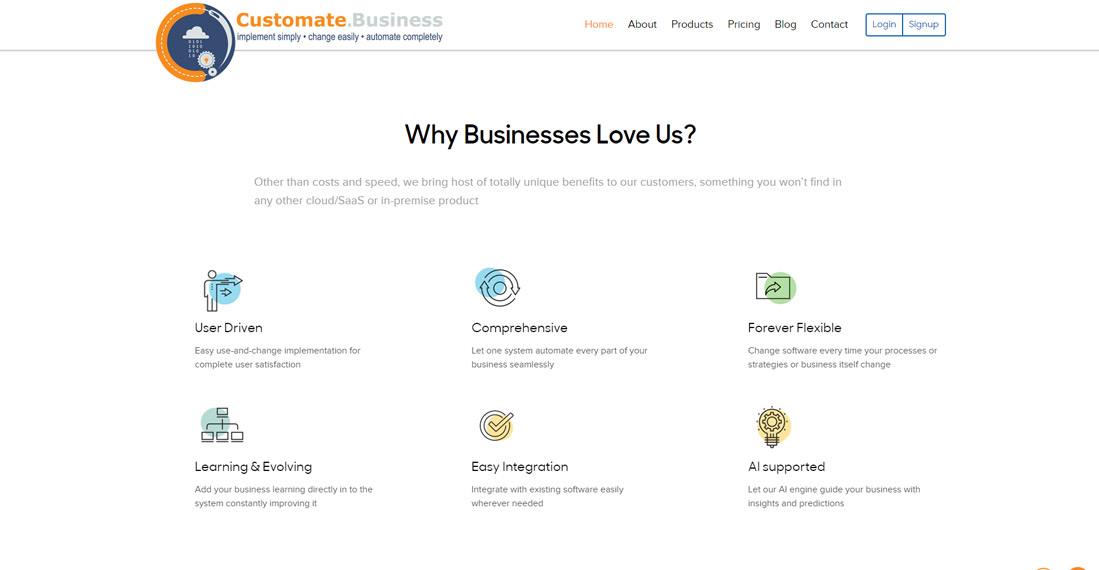 Customate.Business
implement simply • change easily • automate completely
Home About Products Pricing Blog Contact Login Signup
Why Businesses Love Us?
Other than costs and speed, we bring host of totally unique benefits to our customers, something you won't find in
any other cloud/SaaS or in-premise product
User Driven
Easy use-and-change implementation for
complete user satisfaction
Comprehensive
Let one system automate every part of your
business seamlessly
Forever Flexible
Change software every time your processes or
strategies or business itself change
Learning & Evolving
Add your business learning directly in to the
system constantly improving it
Easy Integration
Integrate with existing software easily
wherever needed
AI supported
Let our AI engine guide your business with
insights and predictions